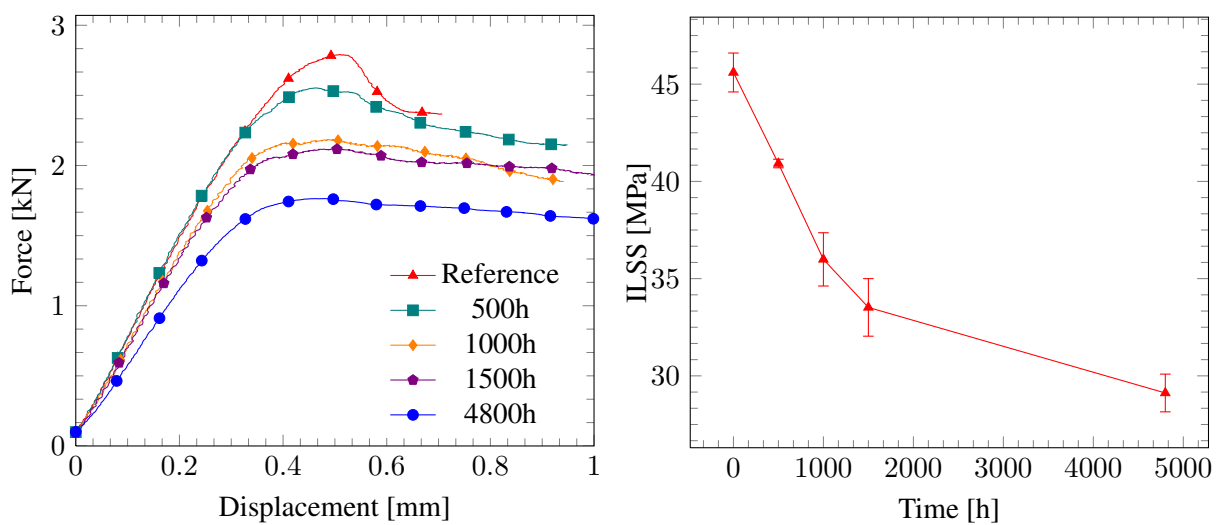 3
2
1
0
Force [kN]
0
0.2
0.4
0.6
0.8
1
Displacement [mm]
Reference
500h
1000h
1500h
4800h
45
40
35
30
ILSS [MPa]
0
1000
2000
3000
4000
5000
Time [h]